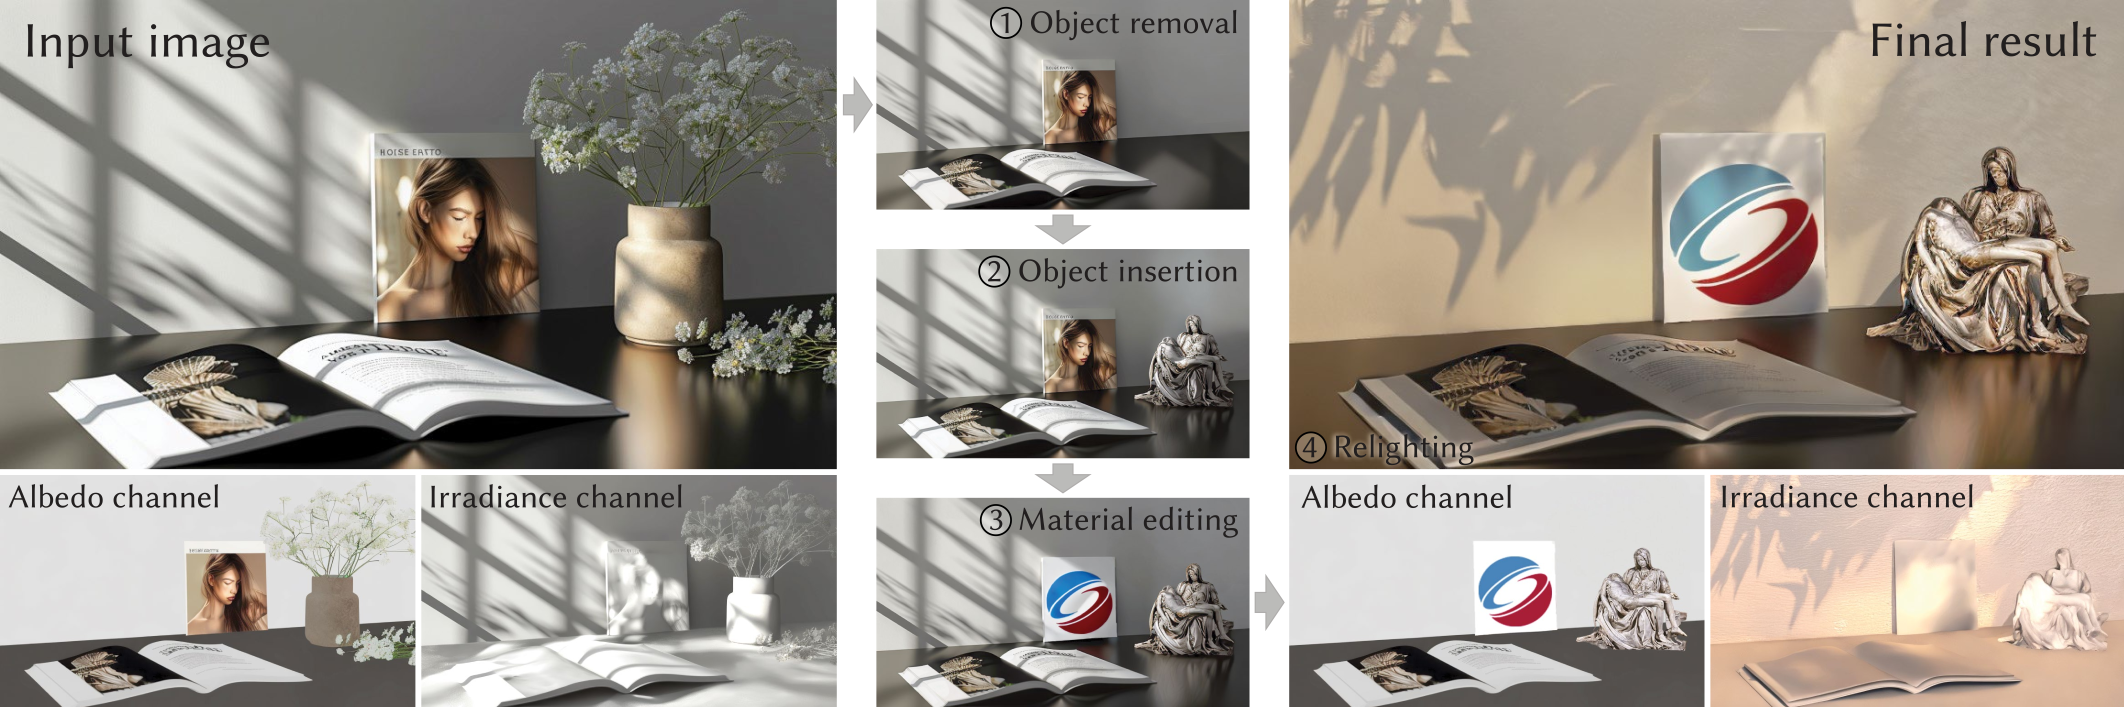 Input image
HOISE EATTO
Albedo channel
Irradiance channel
① Object removal
② Object insertion
③ Material editing
Final result
④ Relighting
Albedo channel
Irradiance channel